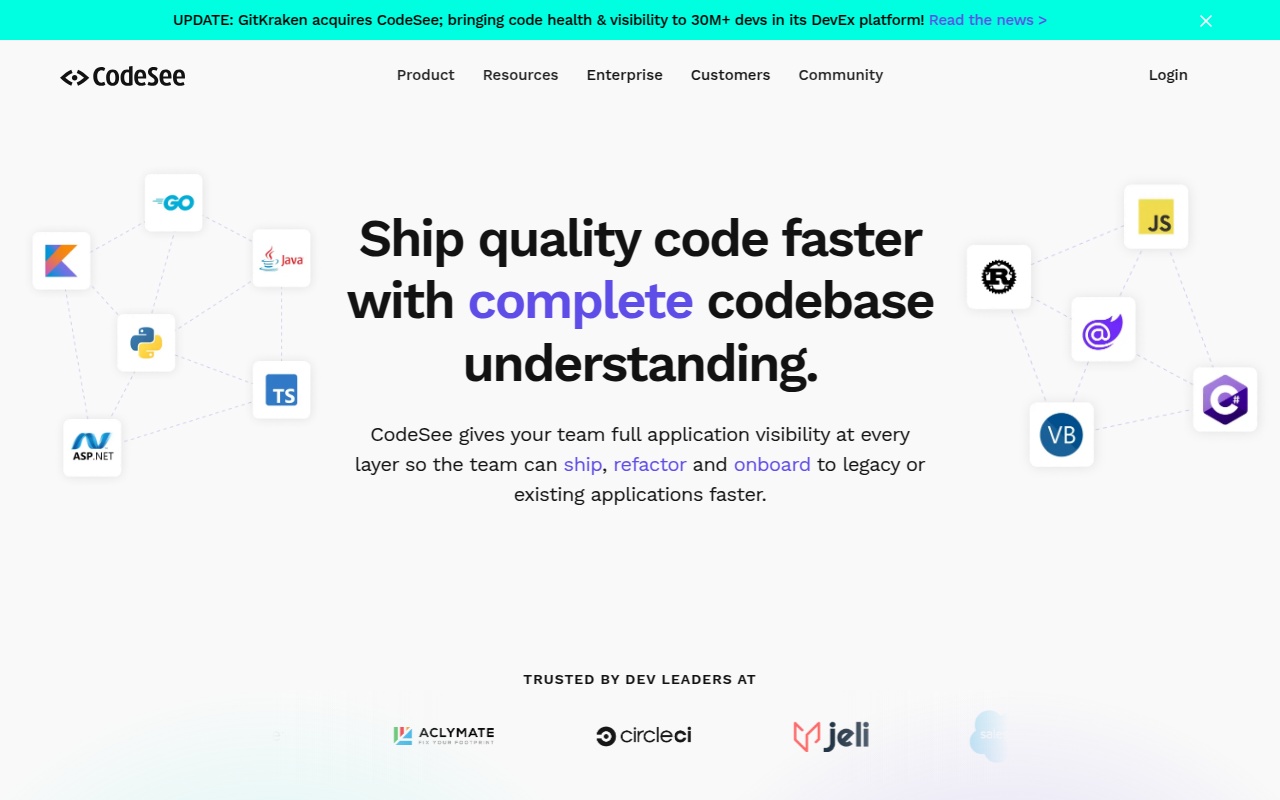 UPDATE: GitKraken acquires CodeSee; bringing code health & visibility to 30M+ devs in its DevEx platform! Read the news >
CodeSee
Product
Resources
Enterprise
Customers
Community
Login
GO
Java
TS
ASP.NET
Ship quality code faster
with complete codebase
understanding.
CodeSee gives your team full application visibility at every
layer so the team can ship, refactor and onboard to legacy or
existing applications faster.
JS
R
@
C#
VB
TRUSTED BY DEV LEADERS AT
ACLYMATE
FIX YOUR FOOTPRINT
circleci
jeli